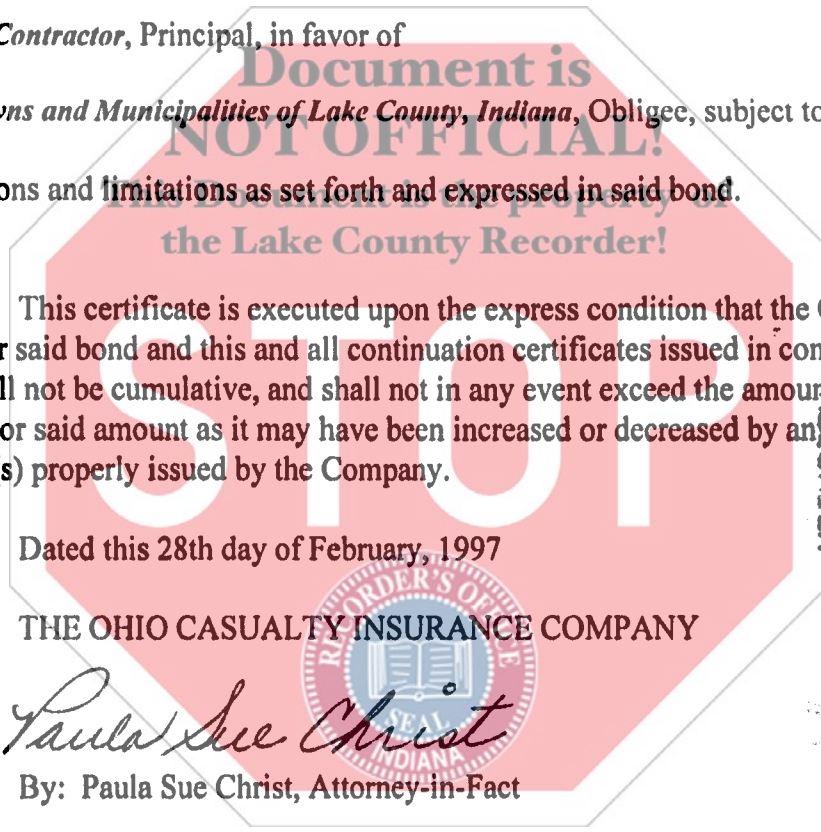 Contractor, Principal, in favor of
Document is
ns and Municipalities of Lake County, Indiana, Obligee, subject to
NOT OFFICIAL!
ons and limitations as set forth and expressed in said bond.
This Document is the property of
the Lake County Recorder!
This certificate is executed upon the express condition that the
r said bond and this and all continuation certificates issued in con
ll not be cumulative, and shall not in any event exceed the amoun
or said amount as it may have been increased or decreased by an
s) properly issued by the Company.
STOP
Dated this 28th day of February, 1997
THE OHIO CASUALTY INSURANCE COMPANY
RECORDER'S OFFICE
SEAL
INDIANA
Paula Sue Christ
By: Paula Sue Christ, Attorney-in-Fact